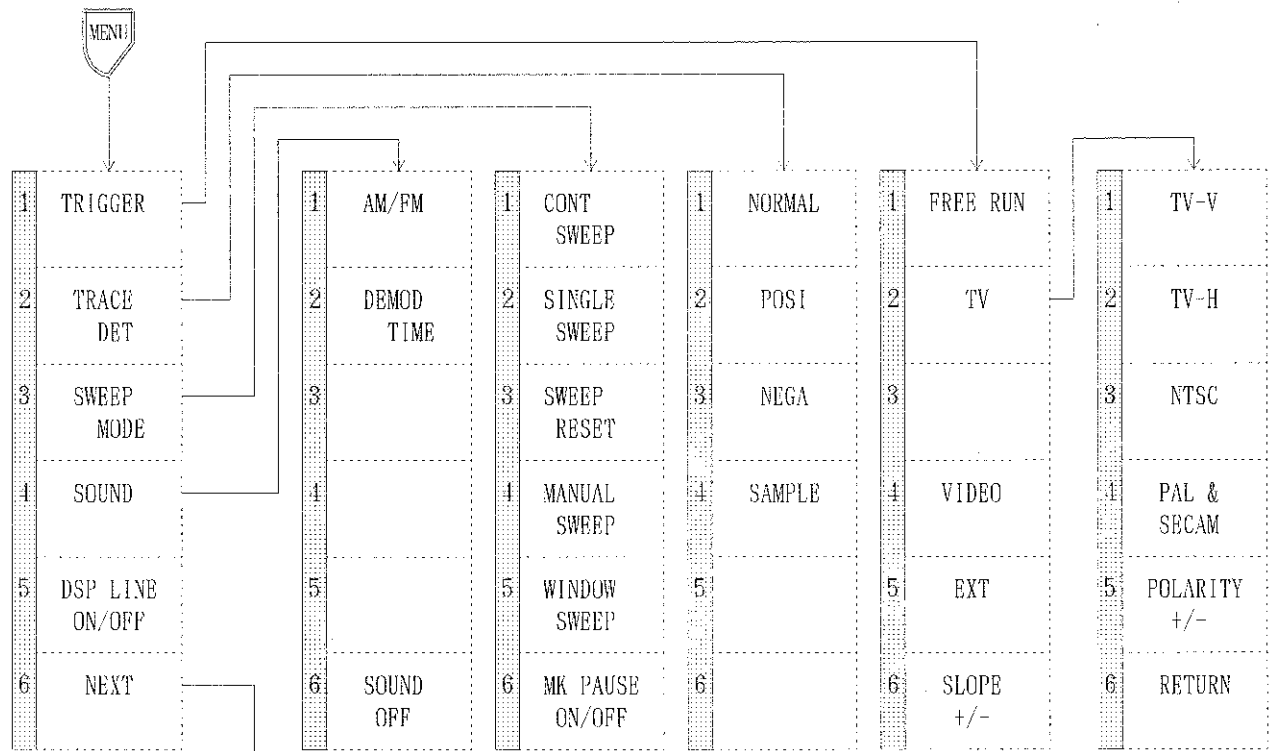 MENU
1 TRIGGER
2 TRACE
DET
3 SWEEP
MODE
4 SOUND
5 DSP LINE
ON/OFF
6 NEXT
1 AM/FM
2 DEMOD
TIME
3
4
5
6 SOUND
OFF
1 CONT
SWEEP
2 SINGLE
SWEEP
3 SWEEP
RESET
4 MANUAL
SWEEP
5 WINDOW
SWEEP
6 MK PAUSE
ON/OFF
1 NORMAL
2 POSI
3 NEGA
4 SAMPLE
5
6
1 FREE RUN
2 TV
3
4 VIDEO
5 EXT
6 SLOPE
+/-
1 TV-V
2 TV-H
3 NTSC
4 PAL &
SECAM
5 POLARITY
+/-
6 RETURN